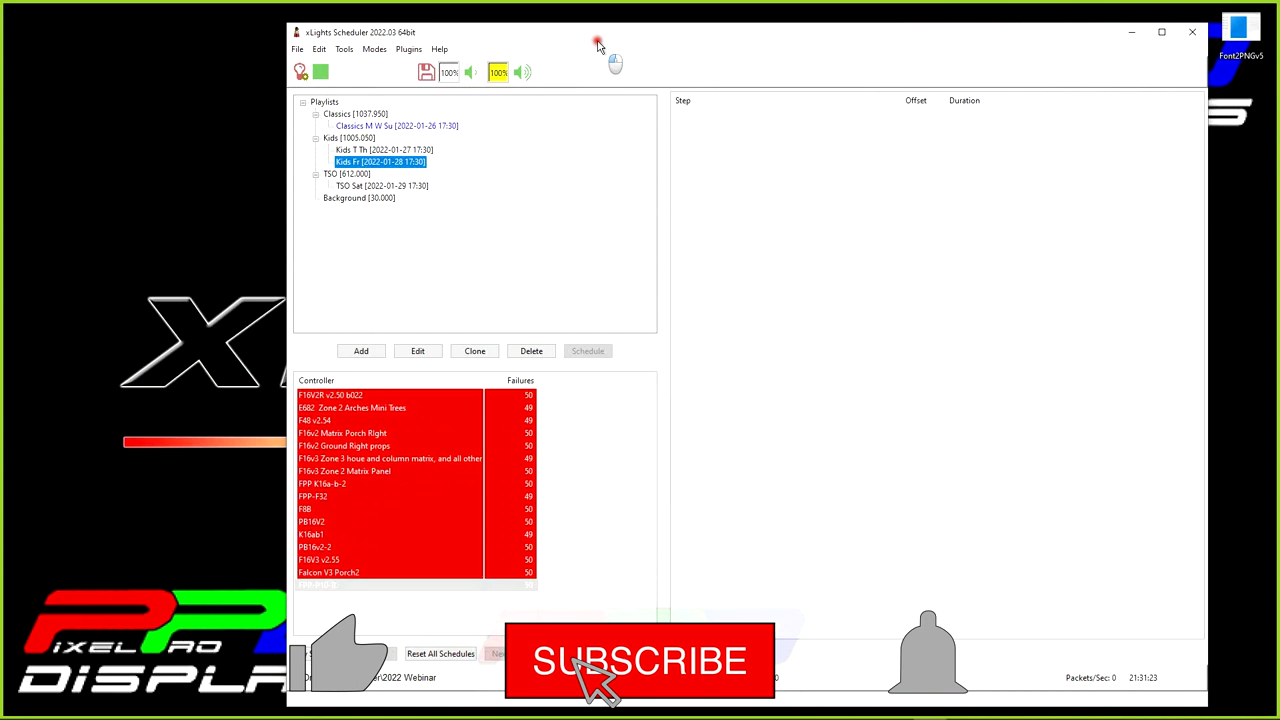 xLights Scheduler 2022.03 64bit
File Edit Tools Modes Plugins Help
100% 100%
Playlists
Classics [1037.950]
Classics M W Su [2022-01-26 17:30]
Kids [1005.050]
Kids T Th [2022-01-27 17:30]
Kids Fr [2022-01-28 17:30]
TSO [612.000]
TSO Sat [2022-01-29 17:30]
Background [30.000]
Add Edit Clone Delete Schedule
Controller Failures
F16V2R v2.50 b022 50
E682 Zone 2 Arches Mini Trees 49
F48 v2.54 49
F16v2 Matrix Porch RIght 50
F16v2 Ground Right props 50
F16v3 Zone 3 houe and column matrix, and all other 49
F16v3 Zone 2 Matrix Panel 50
FPP K16a-b-2 50
FPP-F32 49
F8B 50
PB16V2 50
K16ab1 49
PB16v2-2 50
F16V3 v2.55 50
Falcon V3 Porch2 50
Reset All Schedules
2022 Webinar
Packets/Sec: 0 21:31:23
Step Offset Duration
Font2PNGv5
PIXEL PRO
DISPLA
SUBSCRIBE